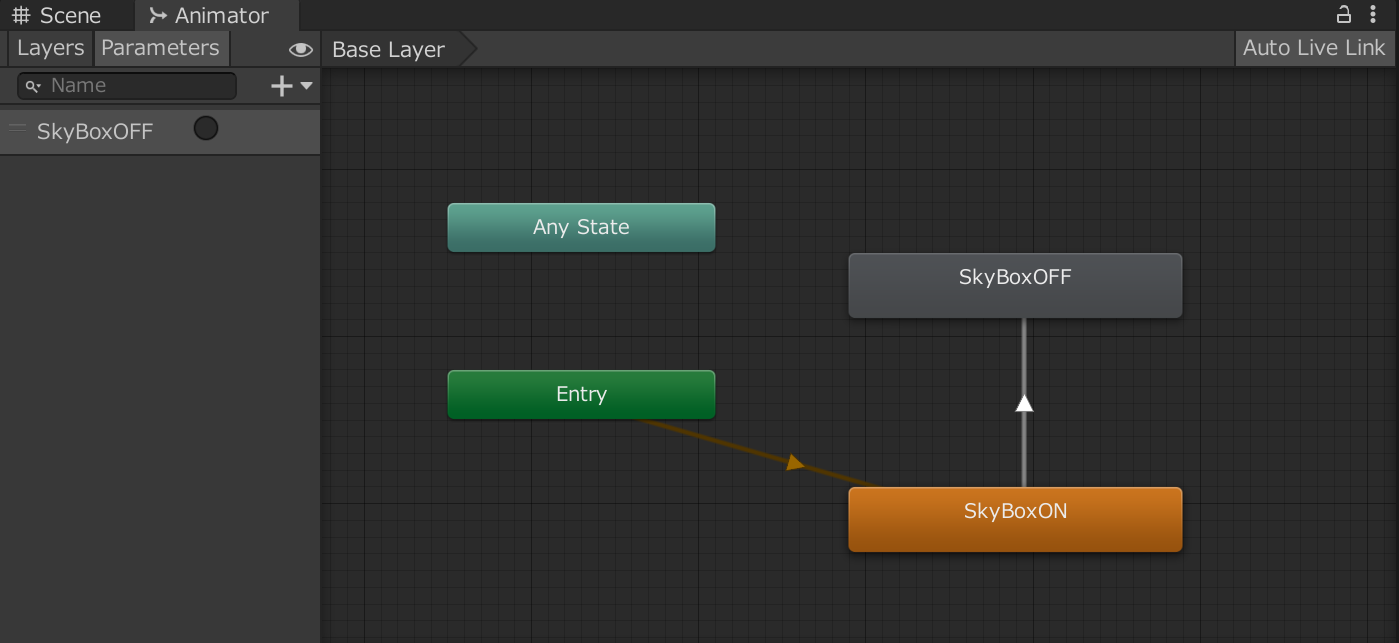 Scene
Animator
Layers
Parameters
Base Layer
Auto Live Link
Name
SkyBoxOFF
Any State
SkyBoxOFF
Entry
SkyBoxON